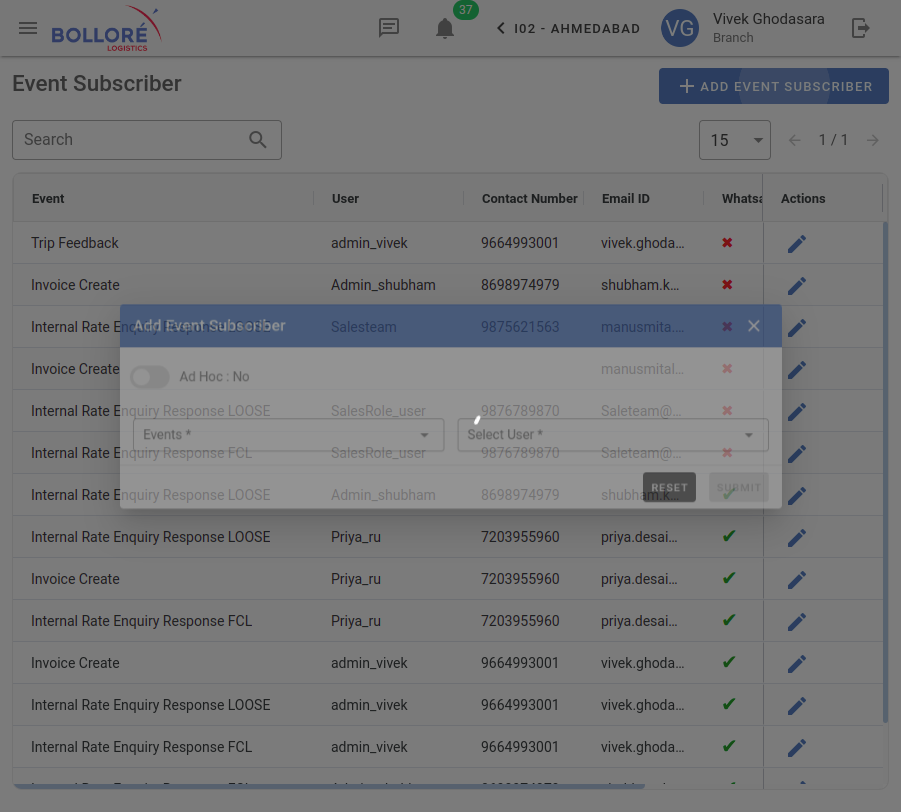 37
BOLLORÉ
LOGISTICS
I02 - AHMEDABAD
VG
Vivek Ghodasara
Branch
Event Subscriber
ADD EVENT SUBSCRIBER
Search
15
1 / 1
Event User Contact Number Email ID Whatsa Actions
Trip Feedback admin_vivek 9664993001 vivek.ghoda…
Invoice Create Admin_shubham 8698974979 shubham.k…
Add Event Subscriber
Internal Rate Enquiry Response LOOSE Salesteam 9875621563 manusmita.…
Invoice Create manusmital…
Ad Hoc : No
Internal Rate Enquiry Response LOOSE SalesRole_user 9876789870 Saleteam@…
Events * Select User *
Internal Rate Enquiry Response FCL SalesRole_user 9876789870 Saleteam@…
RESET SUBMIT
Internal Rate Enquiry Response LOOSE Admin_shubham 8698974979 shubham.k…
Internal Rate Enquiry Response LOOSE Priya_ru 7203955960 priya.desai…
Invoice Create Priya_ru 7203955960 priya.desai…
Internal Rate Enquiry Response FCL Priya_ru 7203955960 priya.desai…
Invoice Create admin_vivek 9664993001 vivek.ghoda…
Internal Rate Enquiry Response LOOSE admin_vivek 9664993001 vivek.ghoda…
Internal Rate Enquiry Response FCL admin_vivek 9664993001 vivek.ghoda…